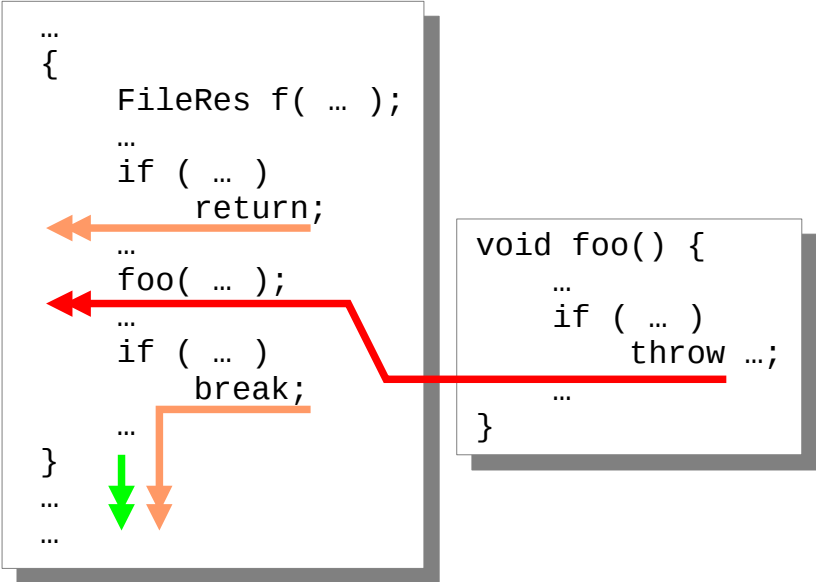 …
{
FileRes f( … );
…
if ( … )
return;
…
foo( … );
…
if ( … )
break;
…
}
…
…
void foo() {
…
if ( … )
throw …;
…
}